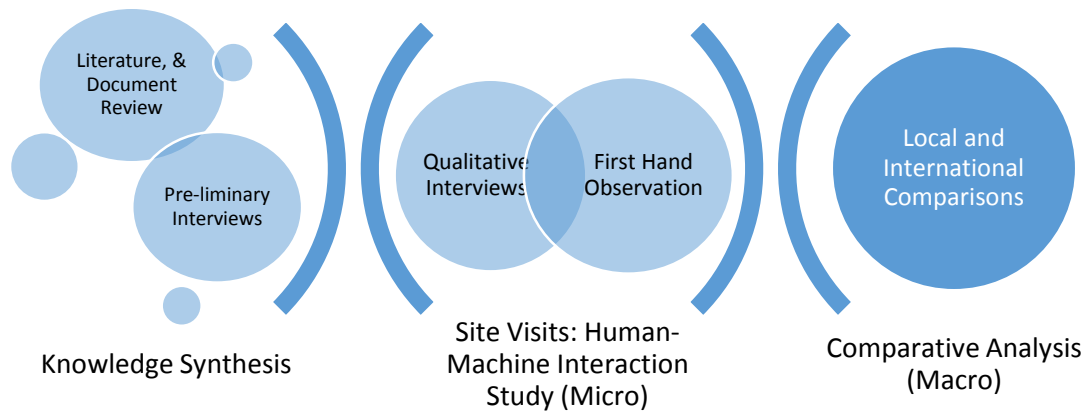 Literature, &
Document
Review
Pre-liminary
Interviews
Knowledge Synthesis
Qualitative
Interviews
First Hand
Observation
Site Visits: Human-
Machine Interaction
Study (Micro)
Local and
International
Comparisons
Comparative Analysis
(Macro)